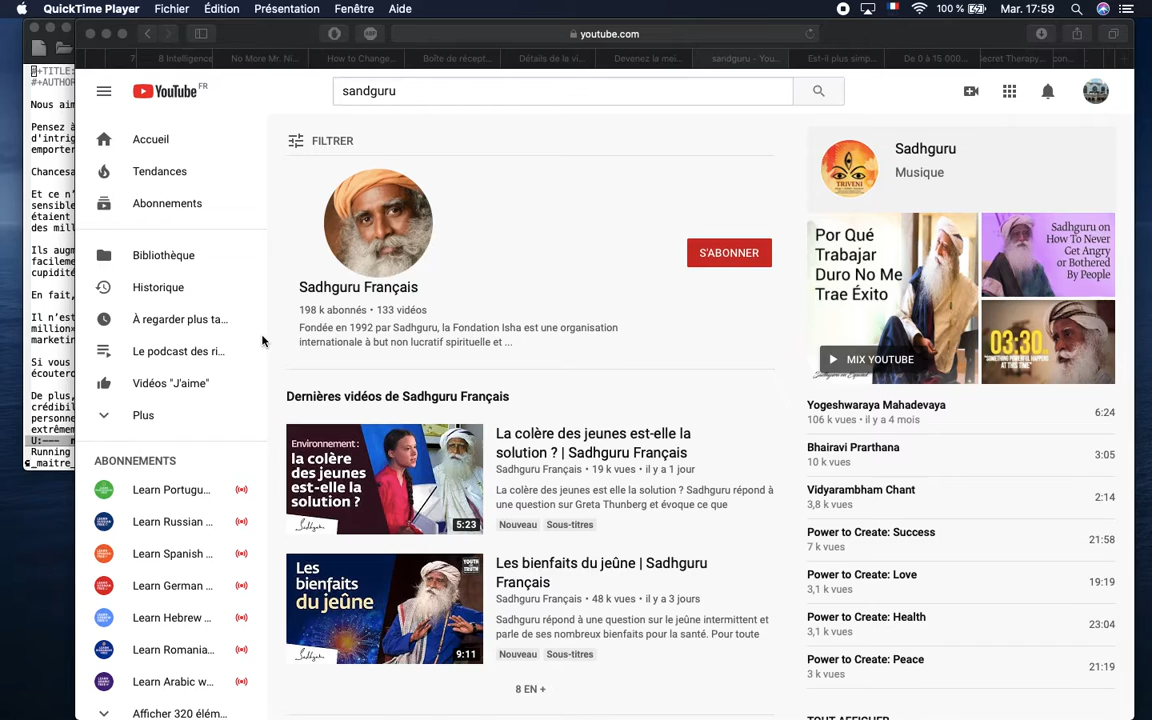 QuickTime Player Fichier Édition Présentation Fenêtre Aide 100 % Mar. 17:59
youtube.com
7 8 Intelligence No More Mr. Ni... How to Change... Boîte de récept... Détails de la vi... Devenez la mei... sandguru - You... Est-il plus simp... De 0 à 15 000... Secret Therapy... con...
#+TITLE:
#+AUTHOR
Nous aim
Pensez à
d'intrig
emporter
Chancesa
Et ce n'
sensible
étaient
des mill
Ils augm
facileme
cupidité
En fait,
Il n'est
million»
marketin
Si vous
écoutero
De plus,
crédibil
personne
extrême
U:---
Running
_maitre_
YouTube FR
sandguru
Accueil
Tendances
Abonnements
Bibliothèque
Historique
À regarder plus ta...
Le podcast des ri...
Vidéos "J'aime"
Plus
ABONNEMENTS
Learn Portugu...
Learn Russian ...
Learn Spanish ...
Learn German ...
Learn Hebrew ...
Learn Romania...
Learn Arabic w...
Afficher 320 élém...
FILTRER
Sadhguru Français
198 k abonnés • 133 vidéos
Fondée en 1992 par Sadhguru, la Fondation Isha est une organisation
internationale à but non lucratif spirituelle et ...
S'ABONNER
Dernières vidéos de Sadhguru Français
Environnement :
la colère
des jeunes
est-elle la
solution ?
Sadhguru
5:23
La colère des jeunes est-elle la
solution ? | Sadhguru Français
Sadhguru Français • 19 k vues • il y a 1 jour
La colère des jeunes est elle la solution ? Sadhguru répond à
une question sur Greta Thunberg et évoque ce que
Nouveau Sous-titres
Les
bienfaits
du jeûne
YOUTH
AND
TRUTH
Sadhguru
9:11
Les bienfaits du jeûne | Sadhguru
Français
Sadhguru Français • 48 k vues • il y a 3 jours
Sadhguru répond à une question sur le jeûne intermittent et
parle de ses nombreux bienfaits pour la santé. Pour toute
Nouveau Sous-titres
8 EN +
TRIVENI
Sadhguru
Musique
Por Qué
Trabajar
Duro No Me
Trae Éxito
MIX YOUTUBE
Sadhguru en Español
Sadhguru on
How To Never
Get Angry
or Bothered
By People
03:30
"SOMETHING POWERFUL HAPPENS
AT THIS TIME"
Yogeshwaraya Mahadevaya
106 k vues • il y a 4 mois
6:24
Bhairavi Prarthana
10 k vues
3:05
Vidyarambham Chant
3,8 k vues
2:14
Power to Create: Success
7 k vues
21:58
Power to Create: Love
3,1 k vues
19:19
Power to Create: Health
3,1 k vues
23:04
Power to Create: Peace
3 k vues
21:19
TOUT AFFICHER